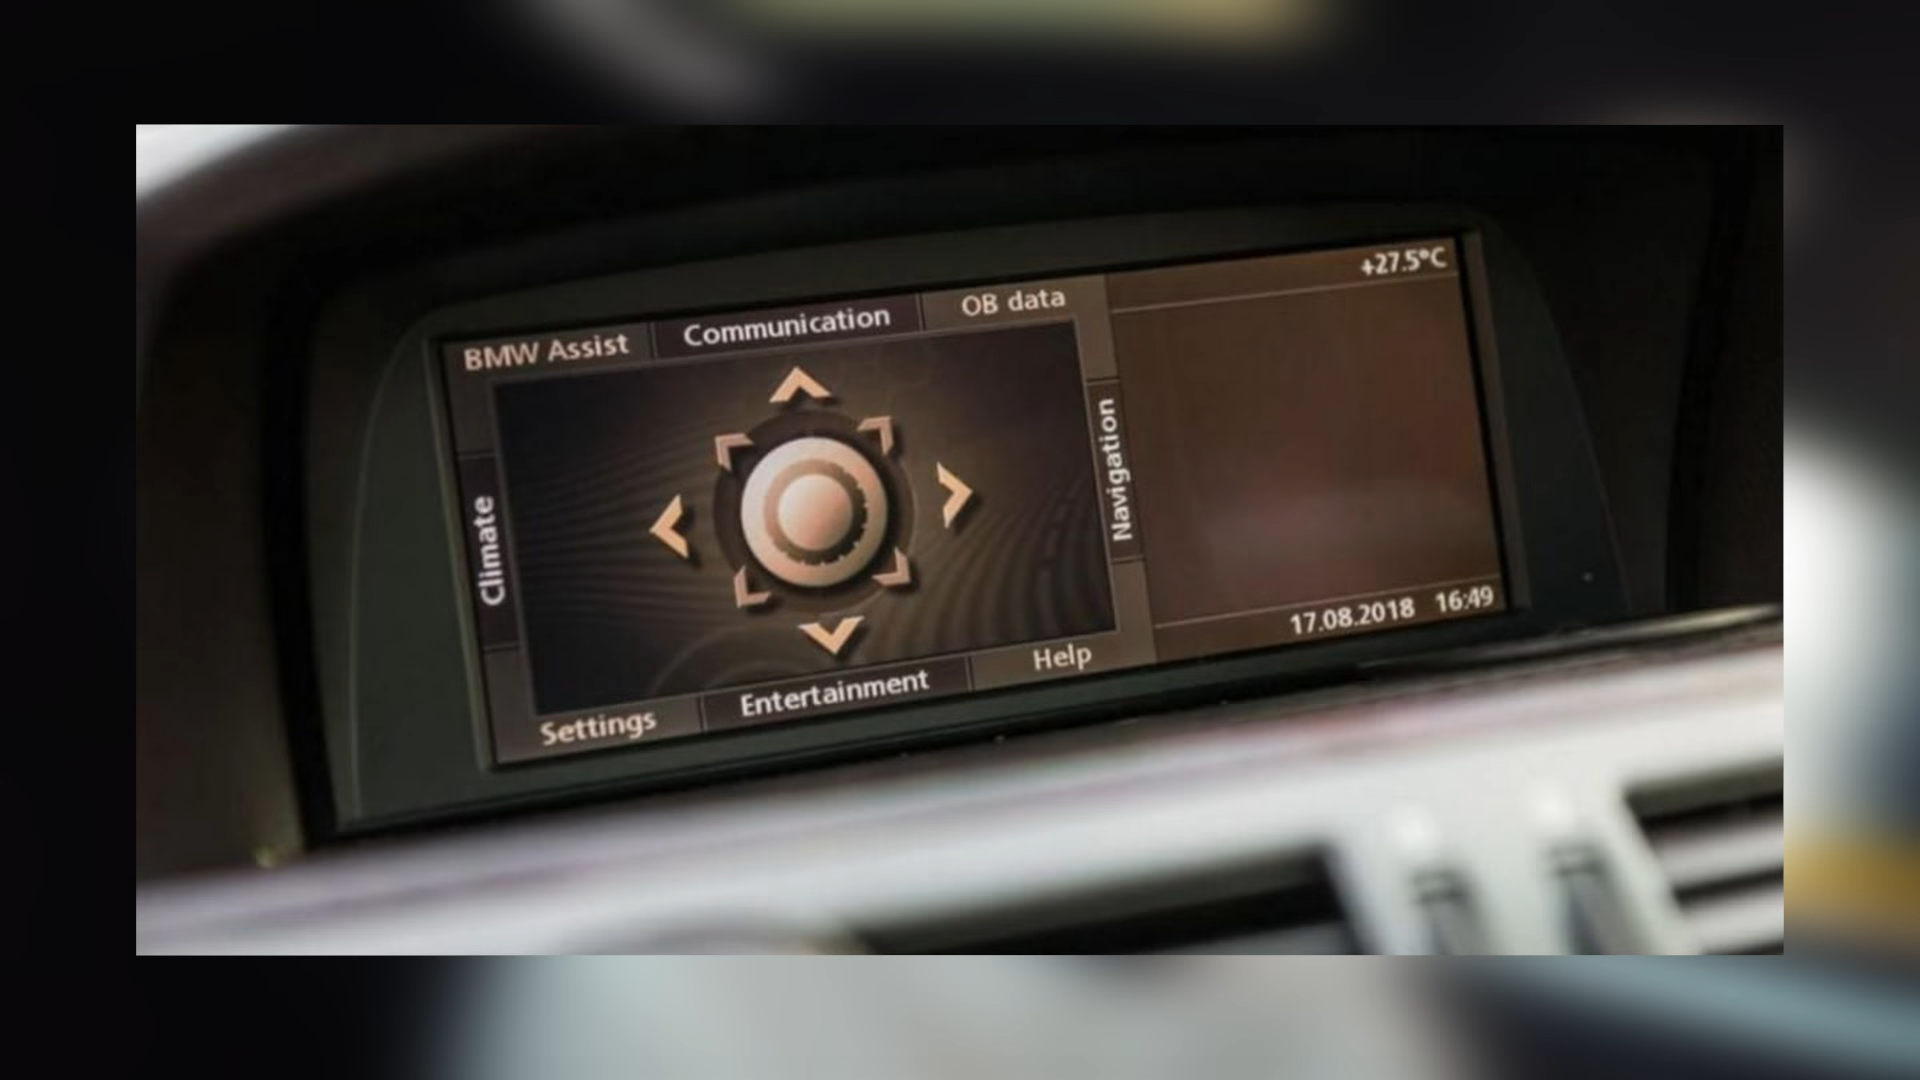 +27.5°C
BMW Assist Communication OB data
Climate
Navigation
Settings Entertainment Help
17.08.2018 16:49